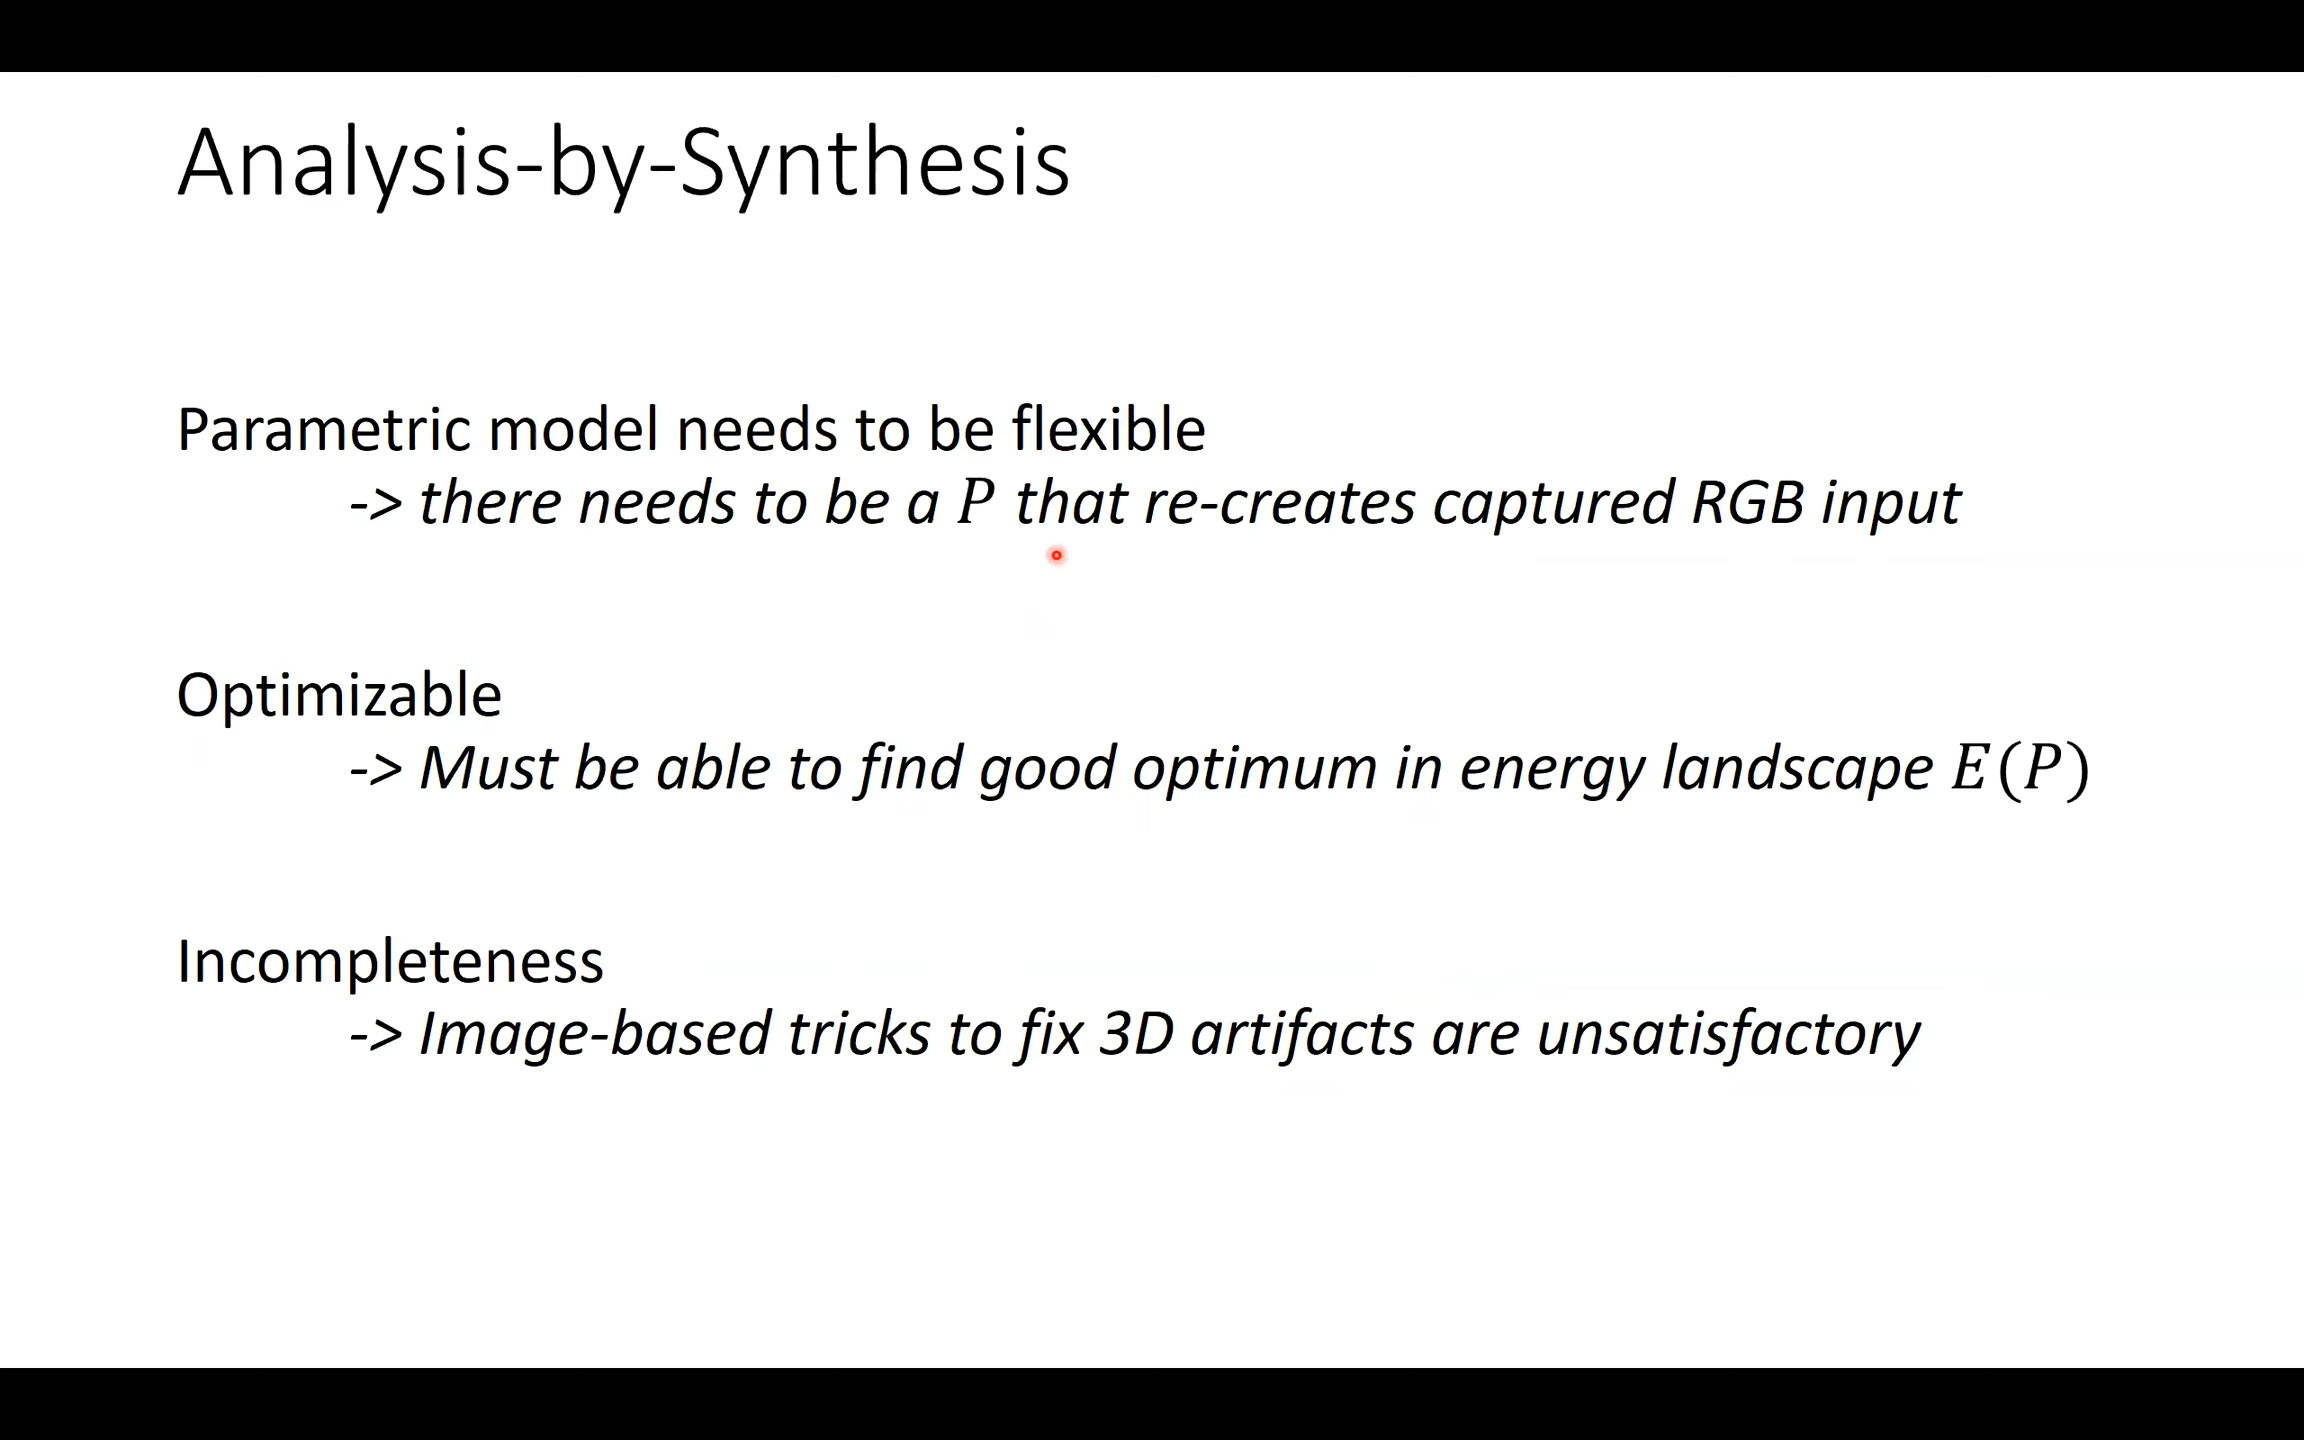 Analysis-by-Synthesis
Parametric model needs to be flexible
-> there needs to be a P that re-creates captured RGB input
Optimizable
-> Must be able to find good optimum in energy landscape E(P)
Incompleteness
-> Image-based tricks to fix 3D artifacts are unsatisfactory